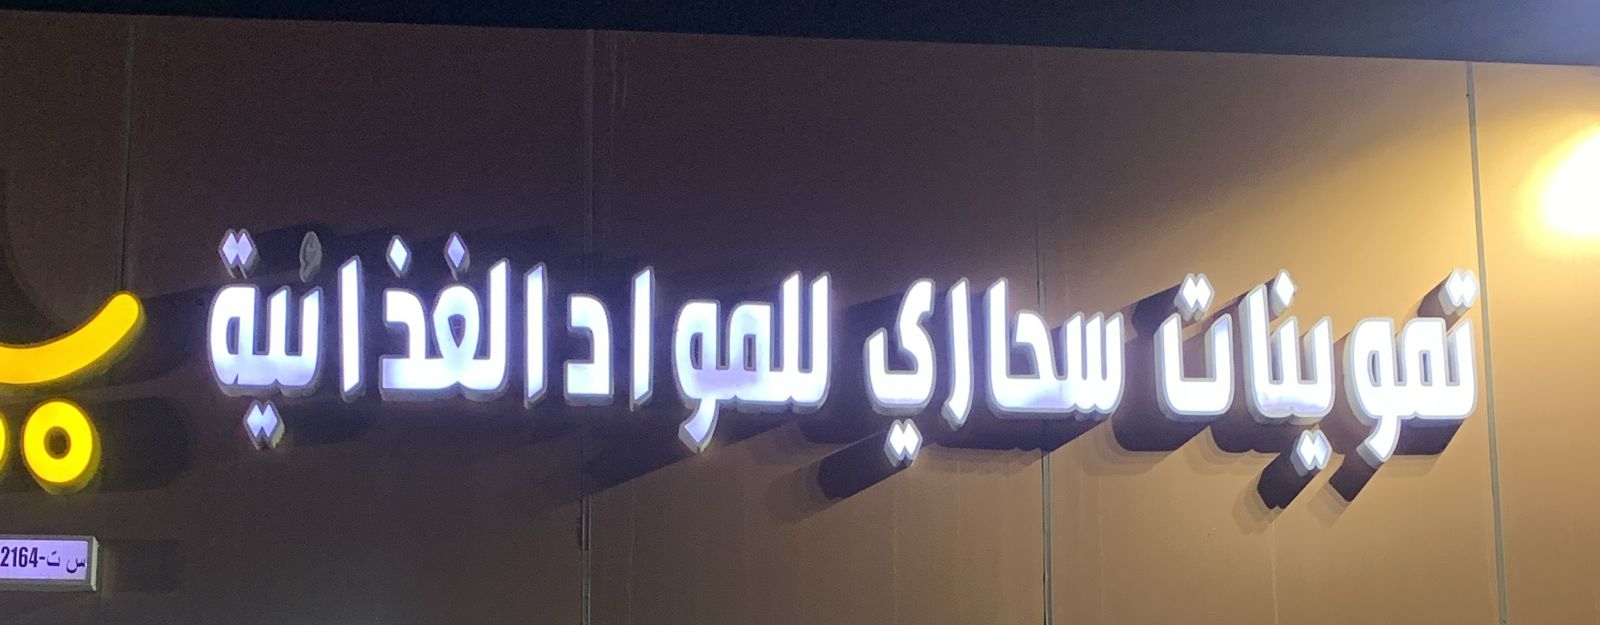 تموينات سحاري للمواد الغذائية
س ت-2164